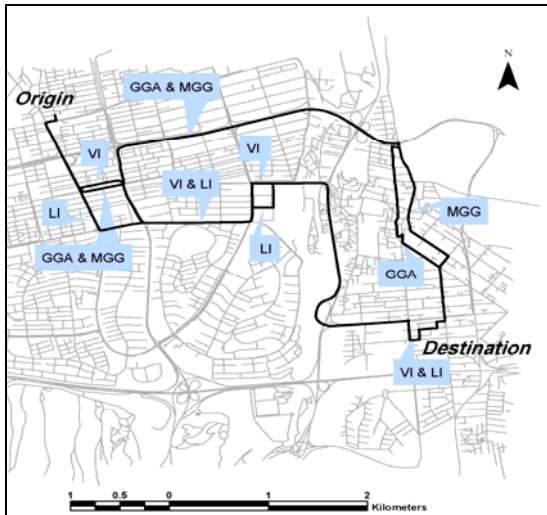 N
Origin
GGA & MGG
VI
VI
VI & LI
LI
MGG
LI
GGA & MGG
GGA
Destination
VI & LI
1 0.5 0 1 2
Kilometers